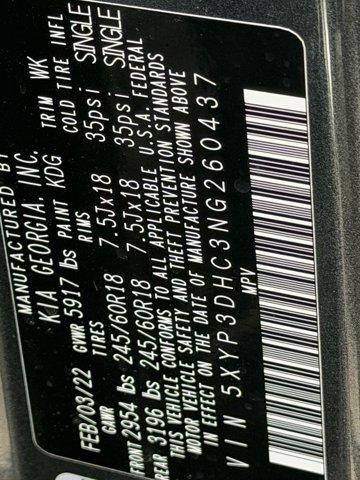 MANUFACTURED BY
KIA GEORGIA, INC.
FEB/03/22 GVWR 5917 lbs PAINT KDG TRIM WK
GAWR TIRES RIMS COLD TIRE INFL
FRONT 2954 lbs 245/60R18 7.5Jx18 35psi SINGLE
REAR 3196 lbs 245/60R18 7.5Jx18 35psi SINGLE
THIS VEHICLE CONFORMS TO ALL APPLICABLE U.S.A. FEDERAL
MOTOR VEHICLE SAFETY AND THEFT PREVENTION STANDARDS
IN EFFECT ON THE DATE OF MANUFACTURE SHOWN ABOVE
VIN 5XYP3DHC3NG260437
MPV